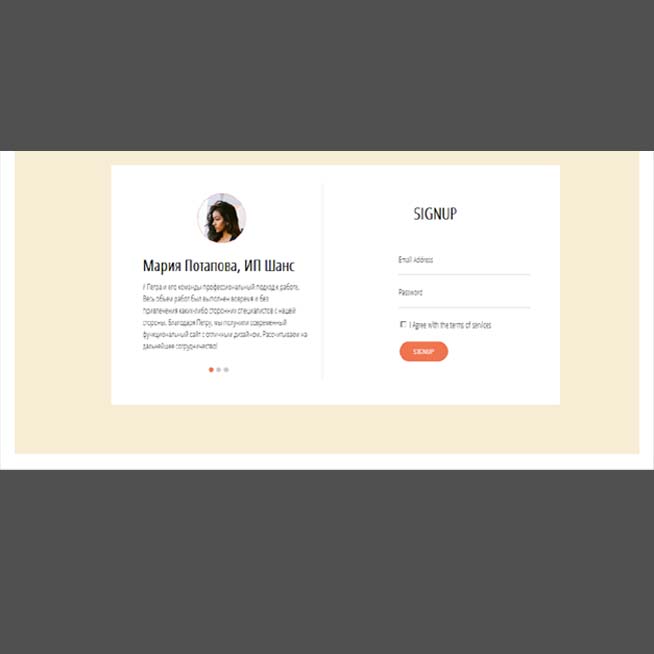 Мария Потапова, ИП Шанс
У Петра и его команды профессиональный подход к работе.
Весь объем работ был выполнен вовремя и без
привлечения каких-либо сторонних специалистов с нашей
стороны. Благодаря Петру, мы получили современный
функциональный сайт с отличным дизайном. Рассчитываем на
дальнейшее сотрудничество!
SIGNUP
Email Address
Password
I Agree with the terms of services
SIGNUP